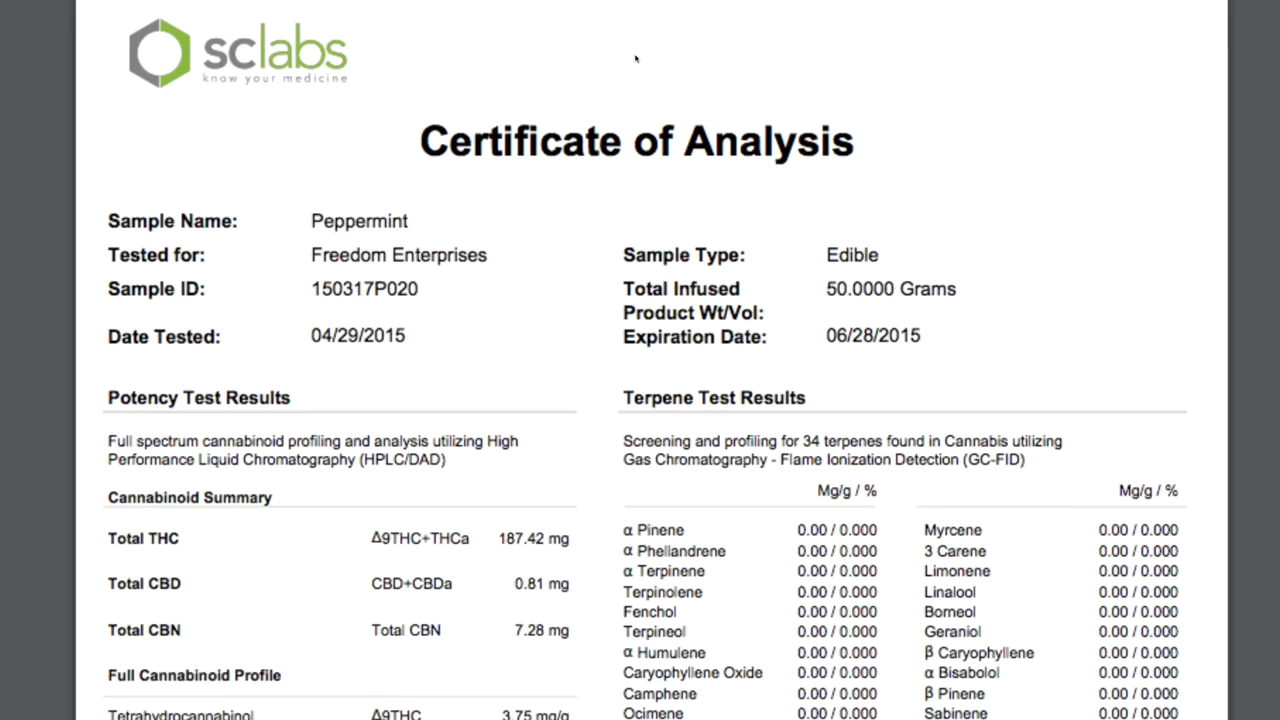 sclabs
know your medicine
Certificate of Analysis
Sample Name: Peppermint
Tested for: Freedom Enterprises
Sample Type: Edible
Sample ID: 150317P020
Total Infused 50.0000 Grams
Product Wt/Vol:
Date Tested: 04/29/2015
Expiration Date: 06/28/2015
Potency Test Results
Full spectrum cannabinoid profiling and analysis utilizing High
Performance Liquid Chromatography (HPLC/DAD)
Cannabinoid Summary
Total THC Δ9THC+THCa 187.42 mg
Total CBD CBD+CBDa 0.81 mg
Total CBN Total CBN 7.28 mg
Full Cannabinoid Profile
Tetrahydrocannabinol Δ9THC 3.75 mg/g
Terpene Test Results
Screening and profiling for 34 terpenes found in Cannabis utilizing
Gas Chromatography - Flame Ionization Detection (GC-FID)
Mg/g / % Mg/g / %
α Pinene 0.00 / 0.000 Myrcene 0.00 / 0.000
α Phellandrene 0.00 / 0.000 3 Carene 0.00 / 0.000
α Terpinene 0.00 / 0.000 Limonene 0.00 / 0.000
Terpinolene 0.00 / 0.000 Linalool 0.00 / 0.000
Fenchol 0.00 / 0.000 Borneol 0.00 / 0.000
Terpineol 0.00 / 0.000 Geraniol 0.00 / 0.000
α Humulene 0.00 / 0.000 β Caryophyllene 0.00 / 0.000
Caryophyllene Oxide 0.00 / 0.000 α Bisabolol 0.00 / 0.000
Camphene 0.00 / 0.000 β Pinene 0.00 / 0.000
Ocimene 0.00 / 0.000 Sabinene 0.00 / 0.000